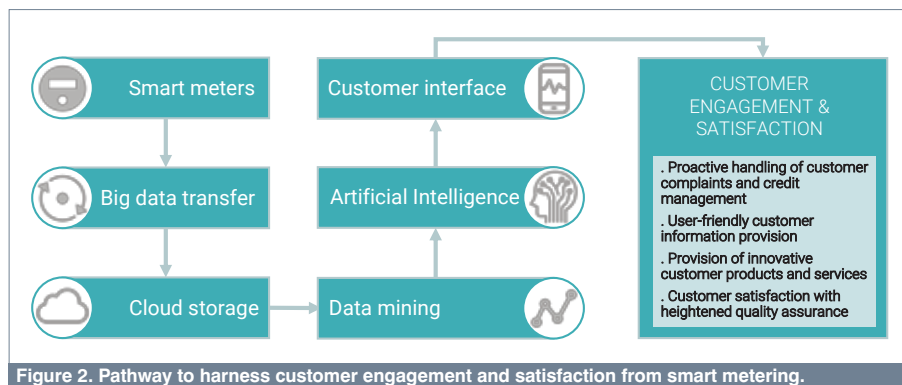 Smart meters
Big data transfer
Cloud storage
Data mining
Artificial Intelligence
Customer interface
CUSTOMER
ENGAGEMENT &
SATISFACTION
. Proactive handling of customer
complaints and credit
management
. User-friendly customer
information provision
. Provision of innovative
customer products and services
. Customer satisfaction with
heightened quality assurance
Figure 2. Pathway to harness customer engagement and satisfaction from smart metering.